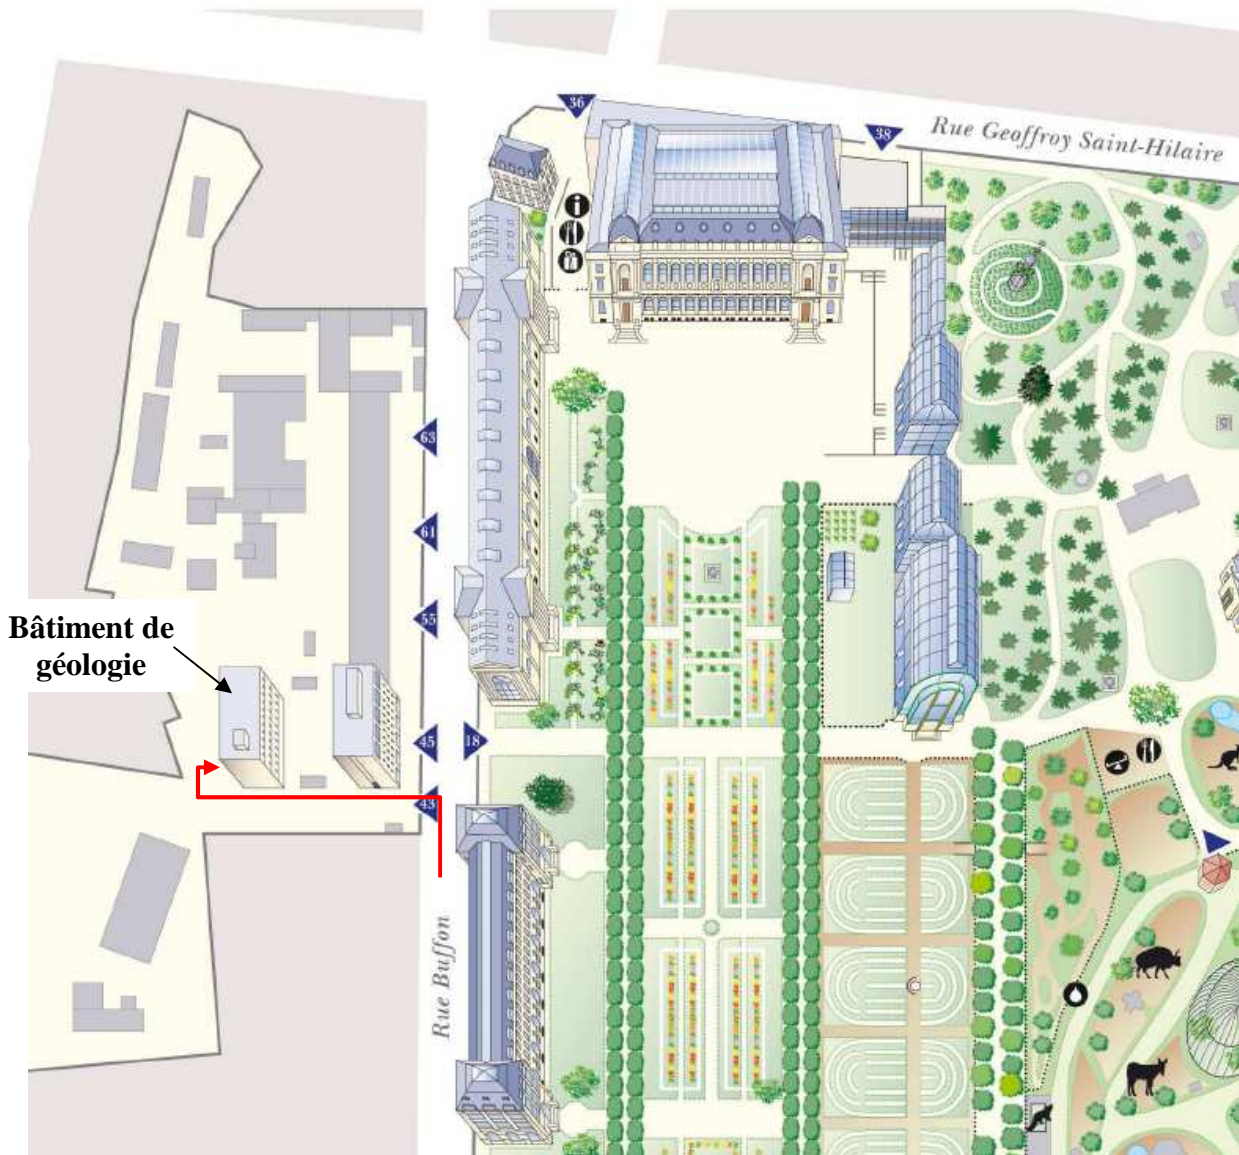 36
38
Rue Geoffroy Saint-Hilaire
i
63
61
55
Bâtiment de
géologie
45
18
43
Rue Buffon